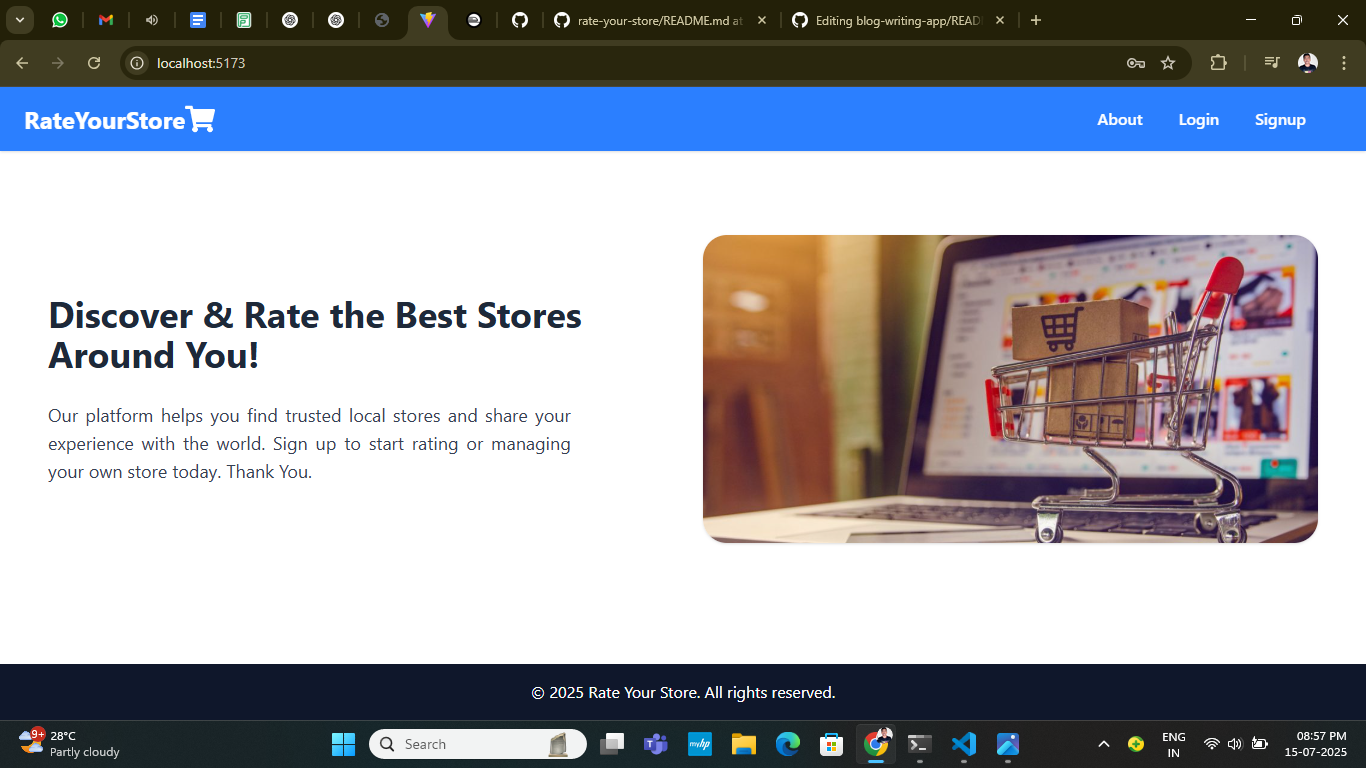 rate-your-store/README.md at
Editing blog-writing-app/READ
localhost:5173
RateYourStore
About
Login
Signup
Discover & Rate the Best Stores
Around You!
Our platform helps you find trusted local stores and share your
experience with the world. Sign up to start rating or managing
your own store today. Thank You.
© 2025 Rate Your Store. All rights reserved.
9+
28°C
Partly cloudy
Search
myhp
ENG
IN
08:57 PM
15-07-2025